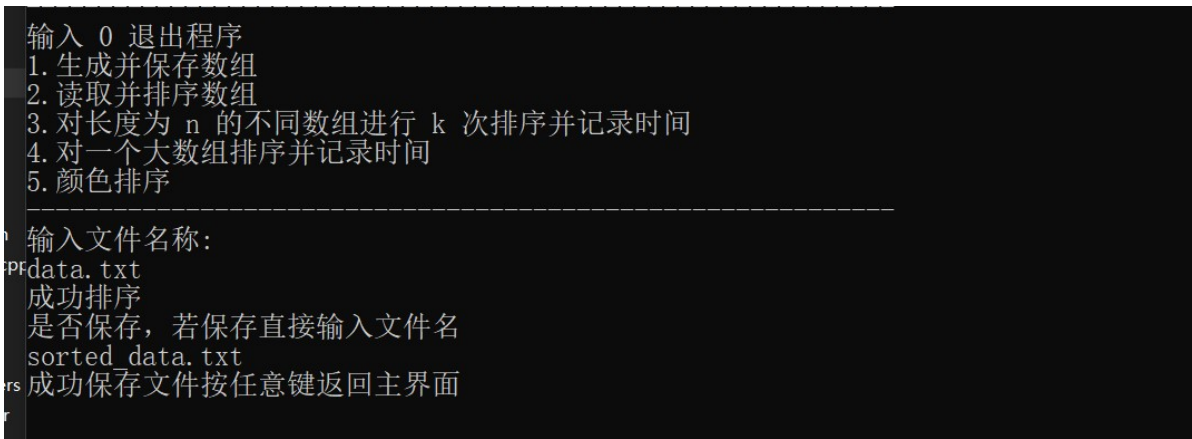 输入 0 退出程序
1.生成并保存数组
2.读取并排序数组
3.对长度为 n 的不同数组进行 k 次排序并记录时间
4.对一个大数组排序并记录时间
5.颜色排序
------------------------------------------------------------
输入文件名称:
data.txt
成功排序
是否保存，若保存直接输入文件名
sorted_data.txt
成功保存文件按任意键返回主界面